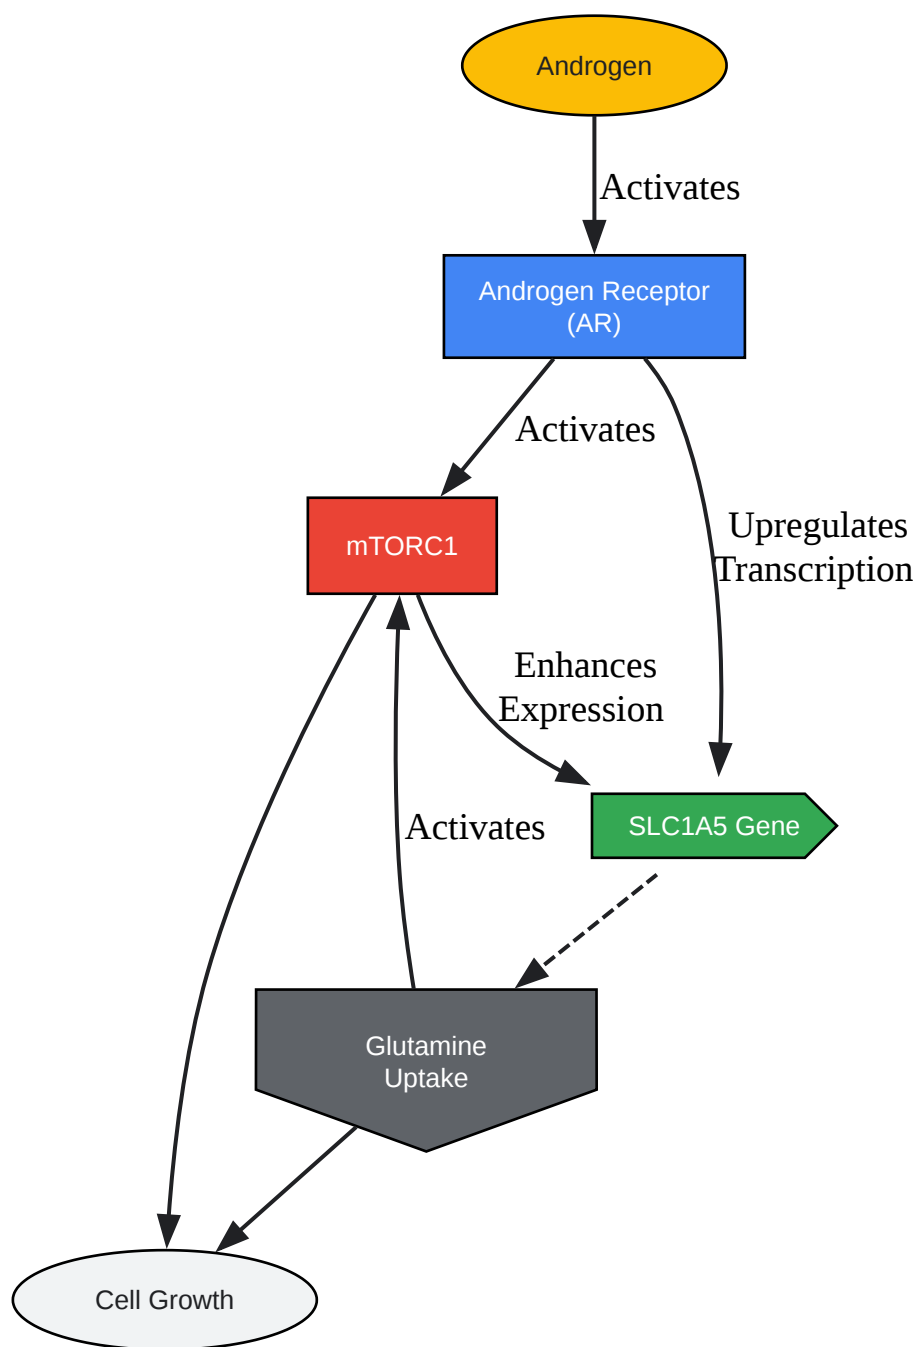 Androgen
Activates
Androgen Receptor
(AR)
Activates
mTORC1
Upregulates
Transcription
Enhances
Expression
Activates
SLC1A5 Gene
Glutamine
Uptake
Cell Growth